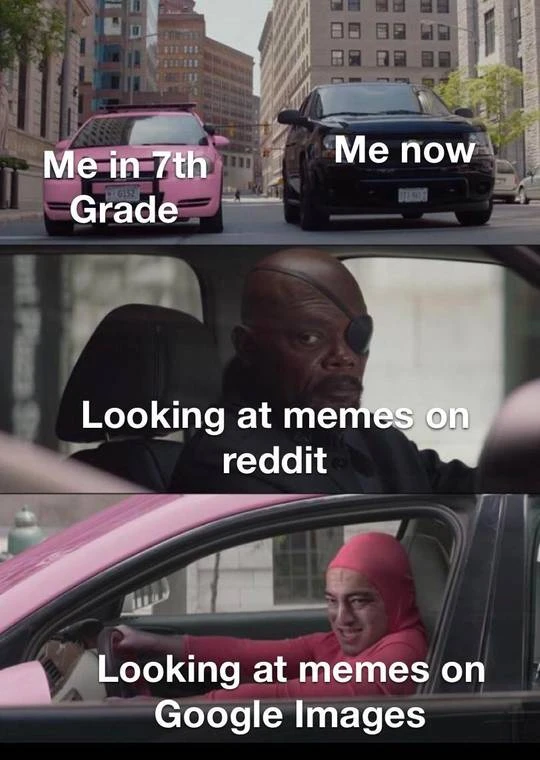 Me in 7th
Grade
Me now
Looking at memes on
reddit
Looking at memes on
Google Images